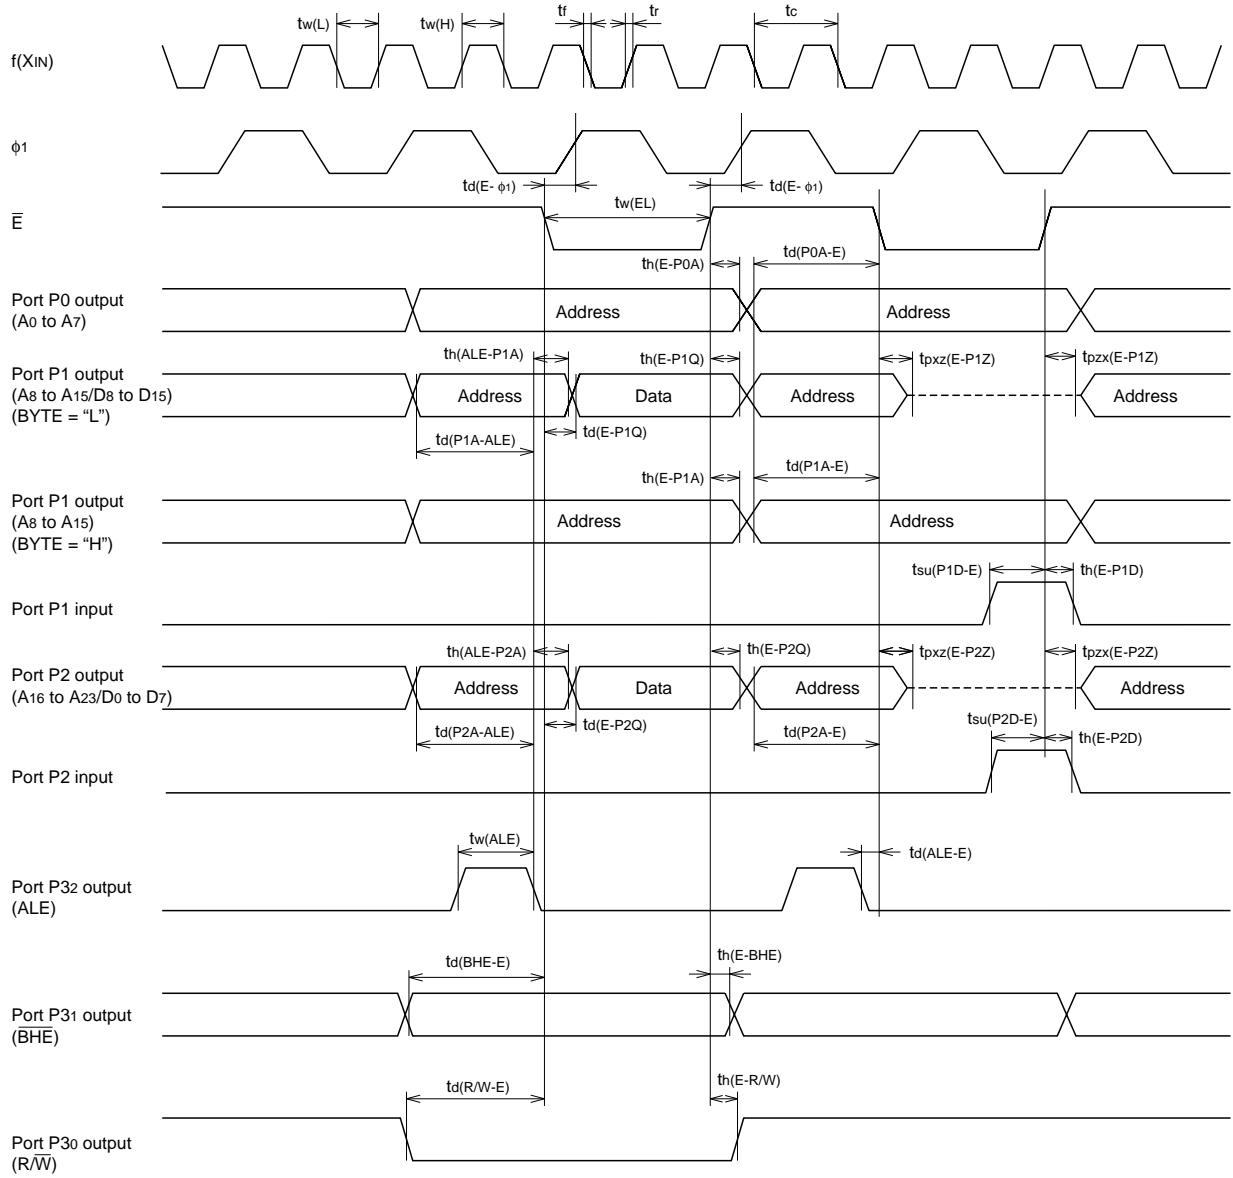 tw(L)
tw(H)
tf
tr
tc
f(XIN)
ϕ1
td(E- ϕ1)
td(E- ϕ1)
tw(EL)
E̅
td(P0A-E)
th(E-P0A)
Port P0 output
(A0 to A7)
Address
Address
th(ALE-P1A)
th(E-P1Q)
tpxz(E-P1Z)
tpzx(E-P1Z)
Port P1 output
(A8 to A15/D8 to D15)
(BYTE = “L”)
Address
Data
Address
Address
td(E-P1Q)
td(P1A-ALE)
th(E-P1A)
td(P1A-E)
Port P1 output
(A8 to A15)
(BYTE = “H”)
Address
Address
tsu(P1D-E)
th(E-P1D)
Port P1 input
th(ALE-P2A)
th(E-P2Q)
tpxz(E-P2Z)
tpzx(E-P2Z)
Port P2 output
(A16 to A23/D0 to D7)
Address
Data
Address
Address
td(E-P2Q)
td(P2A-ALE)
td(P2A-E)
tsu(P2D-E)
th(E-P2D)
Port P2 input
tw(ALE)
td(ALE-E)
Port P32 output
(ALE)
td(BHE-E)
th(E-BHE)
Port P31 output
(B̅H̅E̅)
td(R/W-E)
th(E-R/W)
Port P30 output
(R/W̅)